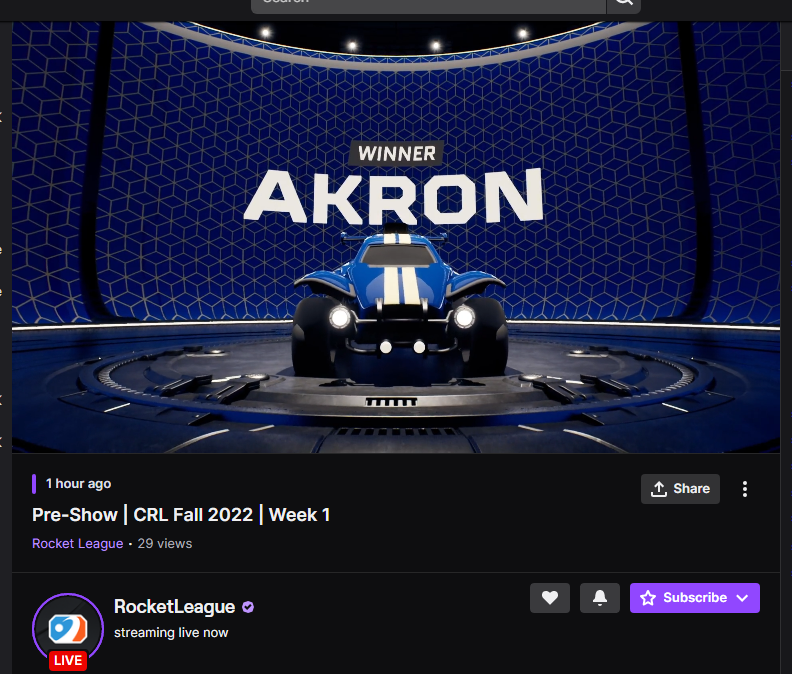 WINNER
AKRON
1 hour ago
Share
Pre-Show | CRL Fall 2022 | Week 1
Rocket League • 29 views
RocketLeague
Subscribe
streaming live now
LIVE